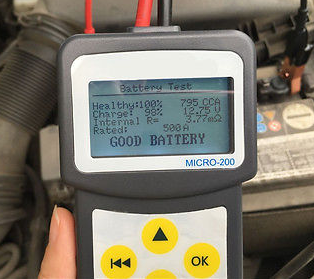 Battery Test
Healthy:100% 795 CCA
Charge: 99% 12.75 V
Internal R= 3.77mΩ
Rated: 500 A
GOOD BATTERY
MICRO-200
OK